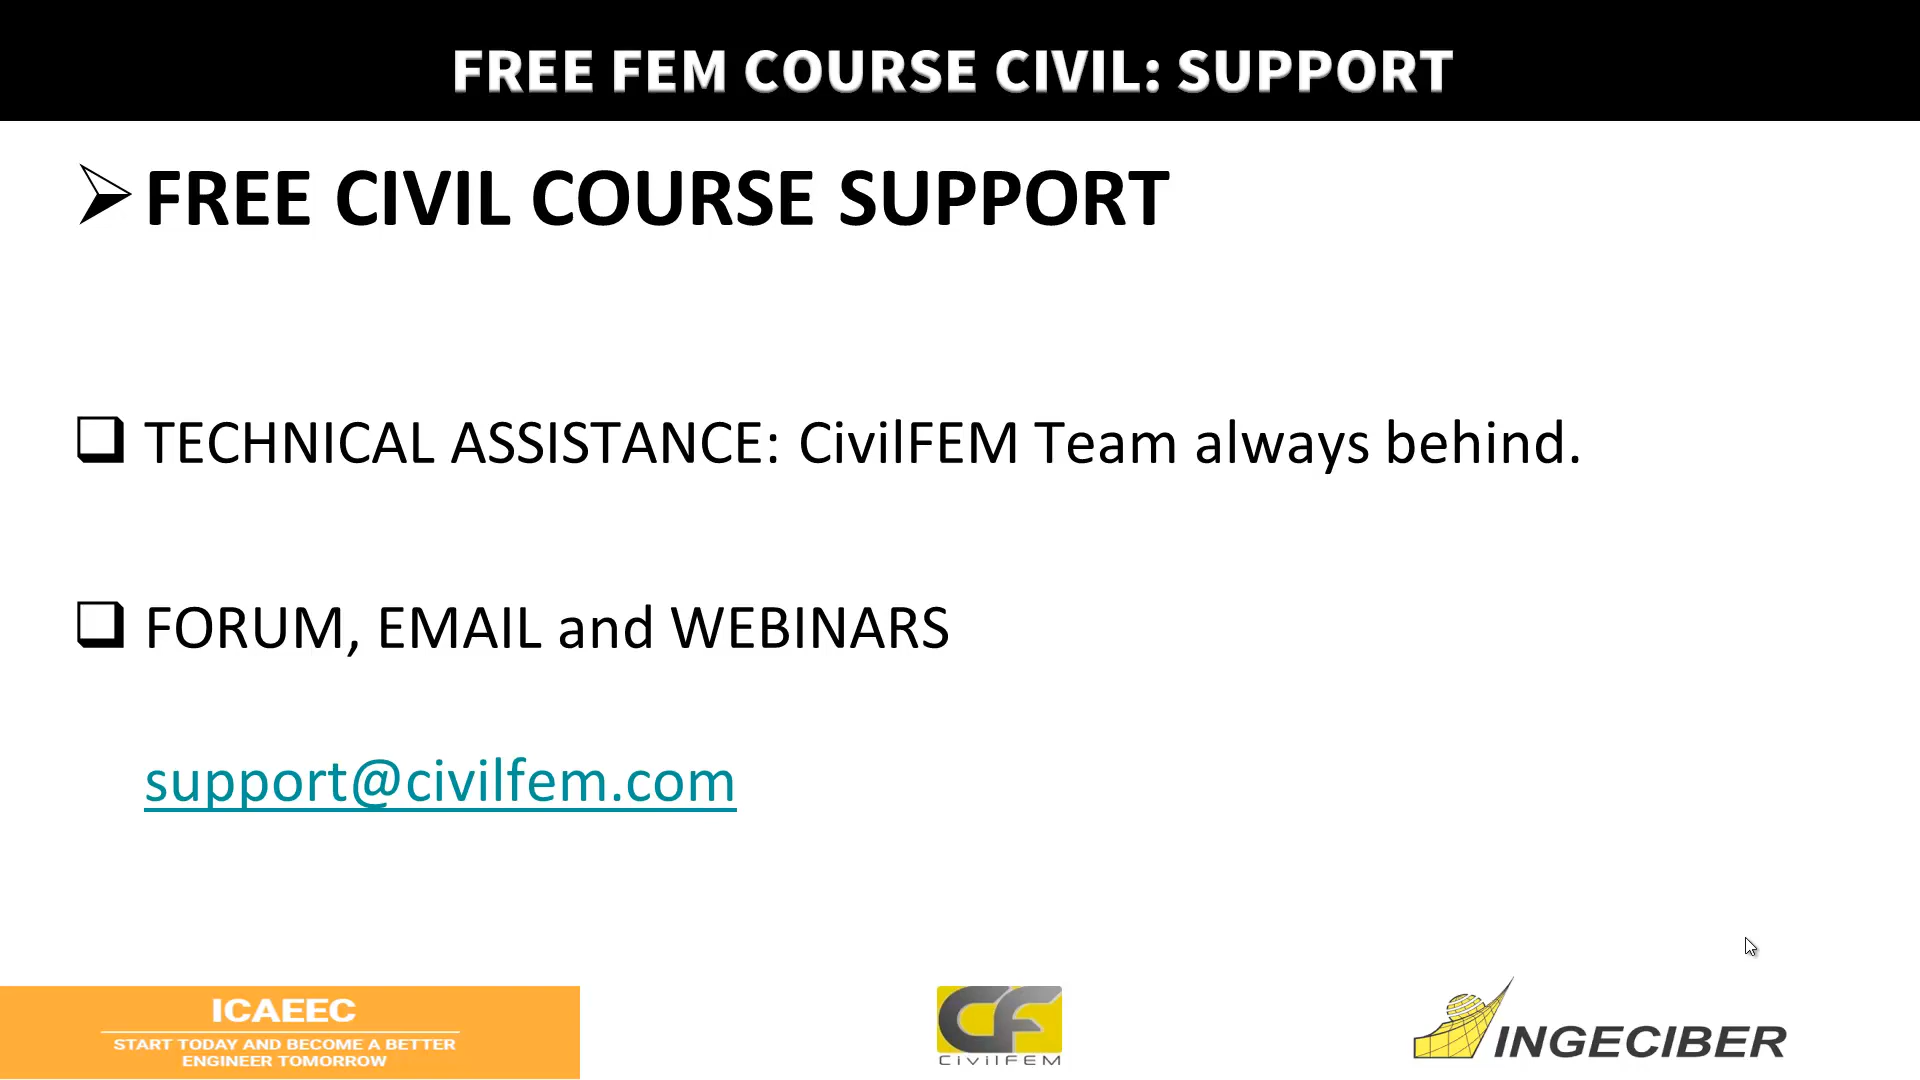 FREE FEM COURSE CIVIL: SUPPORT
FREE CIVIL COURSE SUPPORT
TECHNICAL ASSISTANCE: CivilFEM Team always behind.
FORUM, EMAIL and WEBINARS
support@civilfem.com
ICAEEC
START TODAY AND BECOME A BETTER
ENGINEER TOMORROW
CF
CivilFEM
INGECIBER